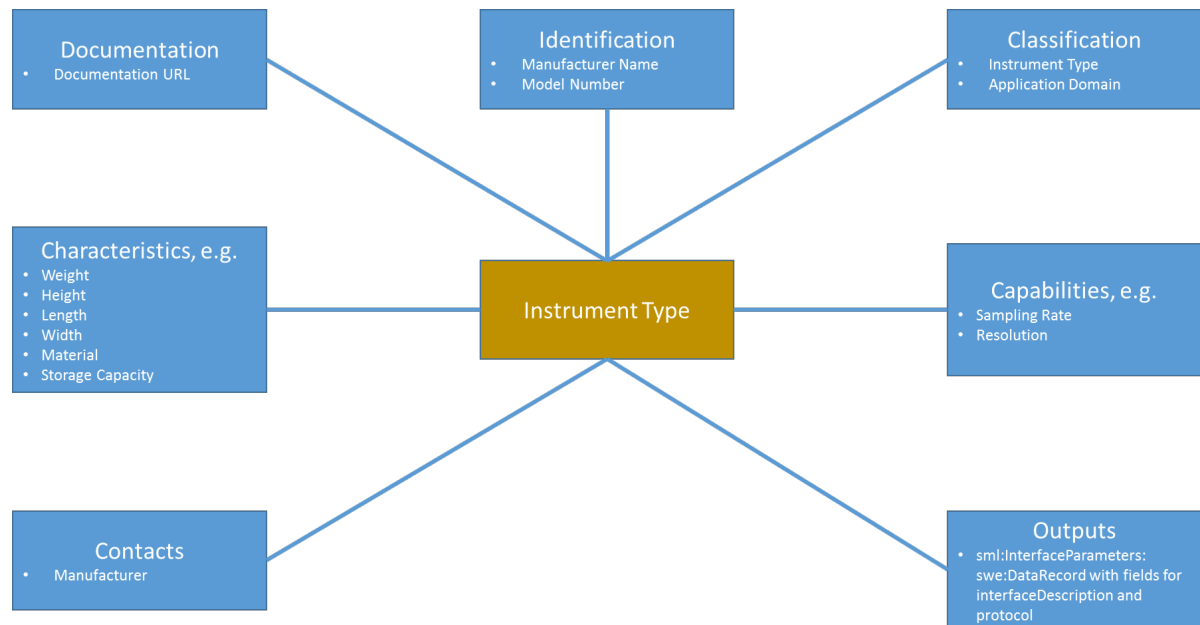 Documentation
• Documentation URL
Identification
• Manufacturer Name
• Model Number
Classification
• Instrument Type
• Application Domain
Characteristics, e.g.
• Weight
• Height
• Length
• Width
• Material
• Storage Capacity
Instrument Type
Capabilities, e.g.
• Sampling Rate
• Resolution
Contacts
• Manufacturer
Outputs
• sml:InterfaceParameters:
swe:DataRecord with fields for
interfaceDescription and
protocol